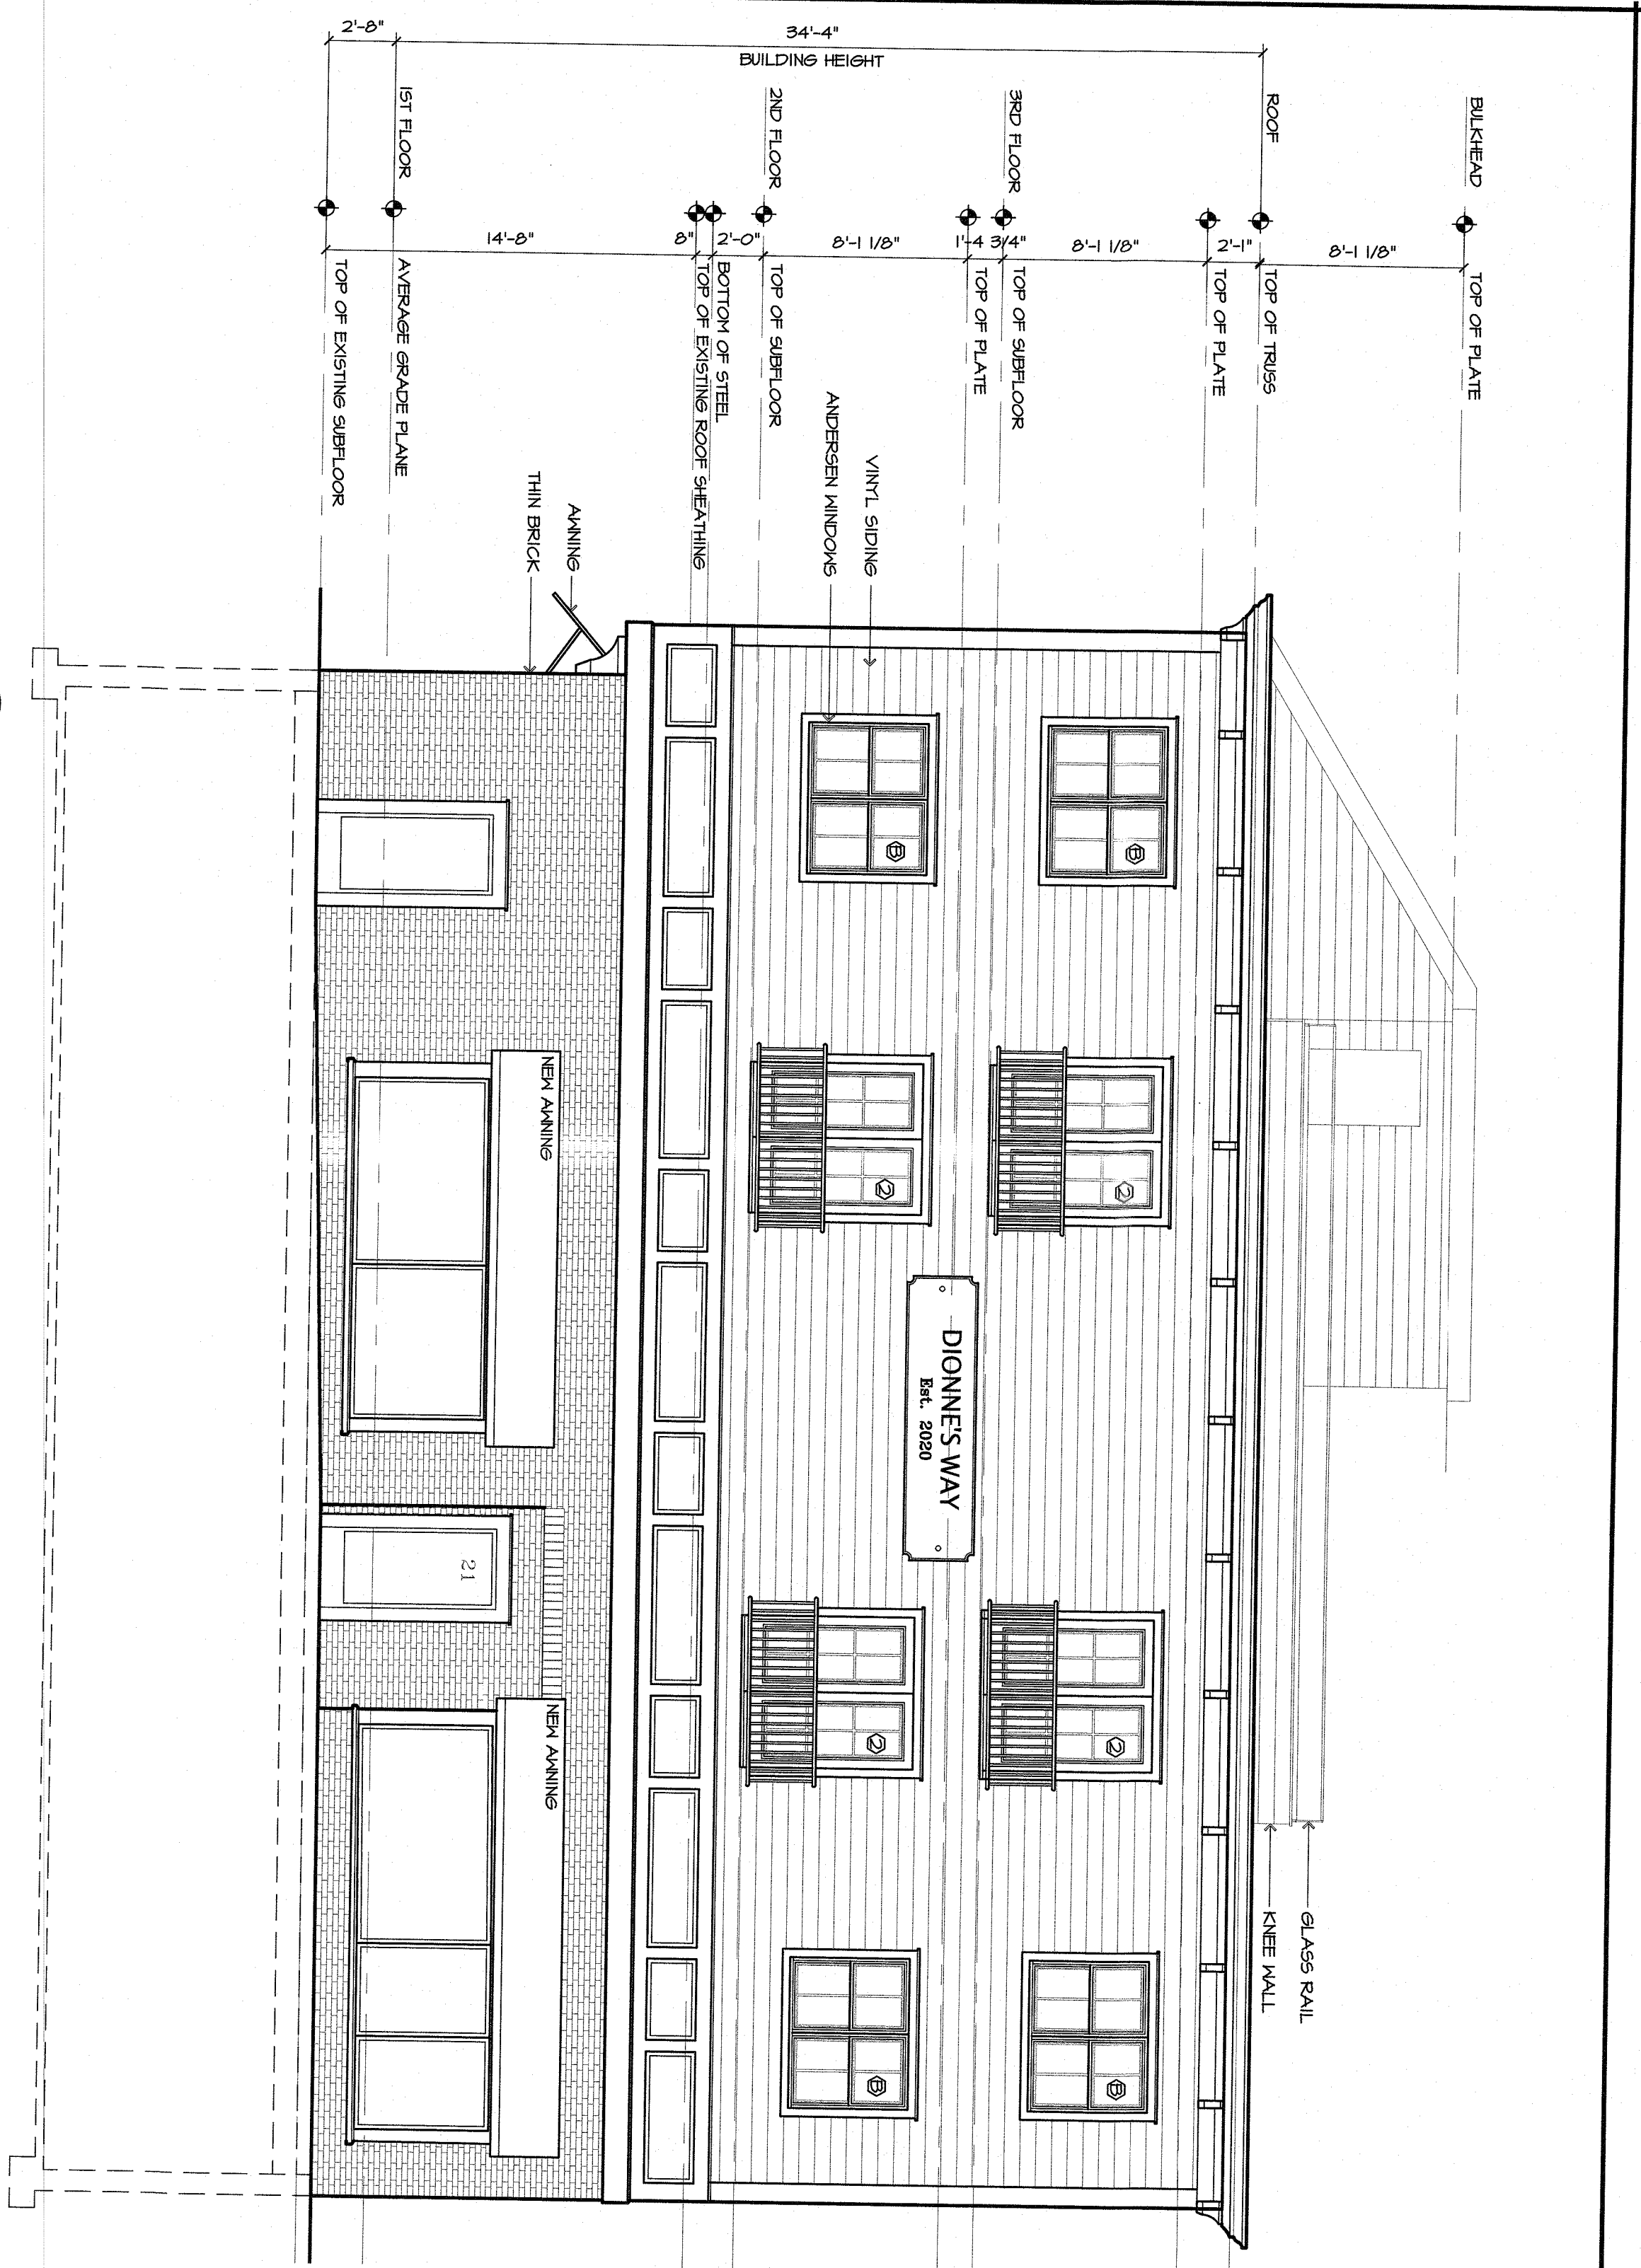 BULKHEAD
TOP OF PLATE
8'-1 1/8"
ROOF
TOP OF TRUSS
2'-1"
TOP OF PLATE
8'-1 1/8"
3RD FLOOR
TOP OF SUBFLOOR
1'-4 3/4"
TOP OF PLATE
8'-1 1/8"
2ND FLOOR
TOP OF SUBFLOOR
2'-0"
BOTTOM OF STEEL
8"
TOP OF EXISTING ROOF SHEATHING
14'-8"
1ST FLOOR
AVERAGE GRADE PLANE
TOP OF EXISTING SUBFLOOR
34'-4"
BUILDING HEIGHT
2'-8"
GLASS RAIL
KNEE WALL
VINYL SIDING
ANDERSEN WINDOWS
AWNING
THIN BRICK
B
2
2
B
DIONNE'S WAY
Est. 2020
B
2
2
B
NEW AWNING
NEW AWNING
21